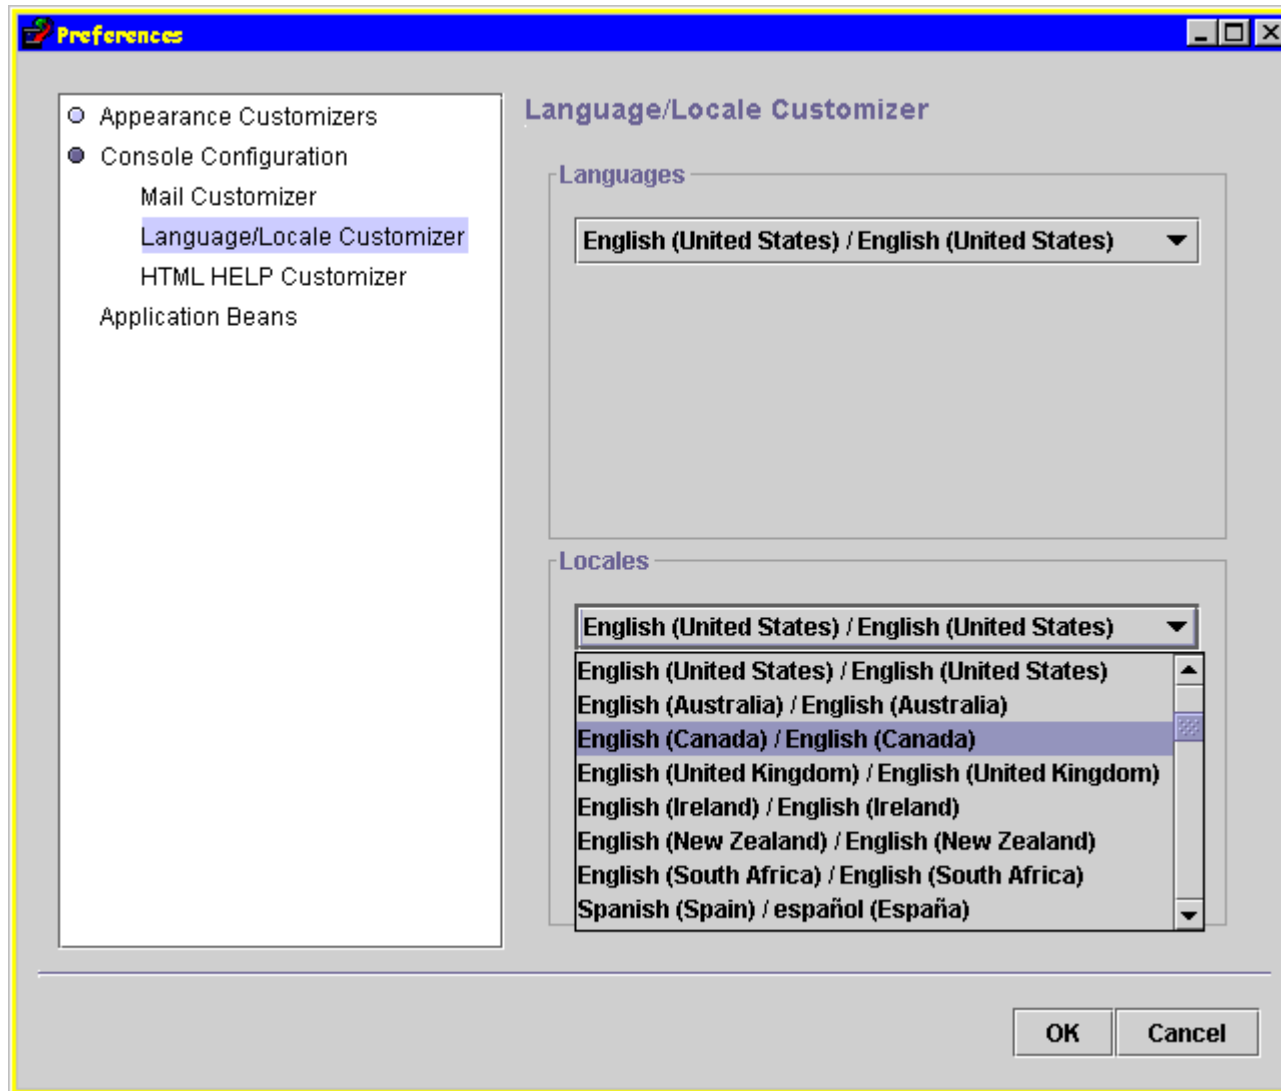 Preferences
Appearance Customizers
Console Configuration
Mail Customizer
Language/Locale Customizer
HTML HELP Customizer
Application Beans
Language/Locale Customizer
Languages
English (United States) / English (United States)
Locales
English (United States) / English (United States)
English (United States) / English (United States)
English (Australia) / English (Australia)
English (Canada) / English (Canada)
English (United Kingdom) / English (United Kingdom)
English (Ireland) / English (Ireland)
English (New Zealand) / English (New Zealand)
English (South Africa) / English (South Africa)
Spanish (Spain) / español (España)
OK
Cancel